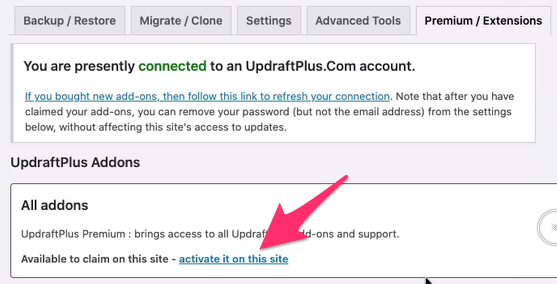 Backup / Restore
Migrate / Clone
Settings
Advanced Tools
Premium / Extensions
You are presently connected to an UpdraftPlus.Com account.
If you bought new add-ons, then follow this link to refresh your connection. Note that after you have
claimed your add-ons, you can remove your password (but not the email address) from the settings
below, without affecting this site's access to updates.
UpdraftPlus Addons
All addons
UpdraftPlus Premium : brings access to all Updraf dd-ons and support.
Available to claim on this site - activate it on this site